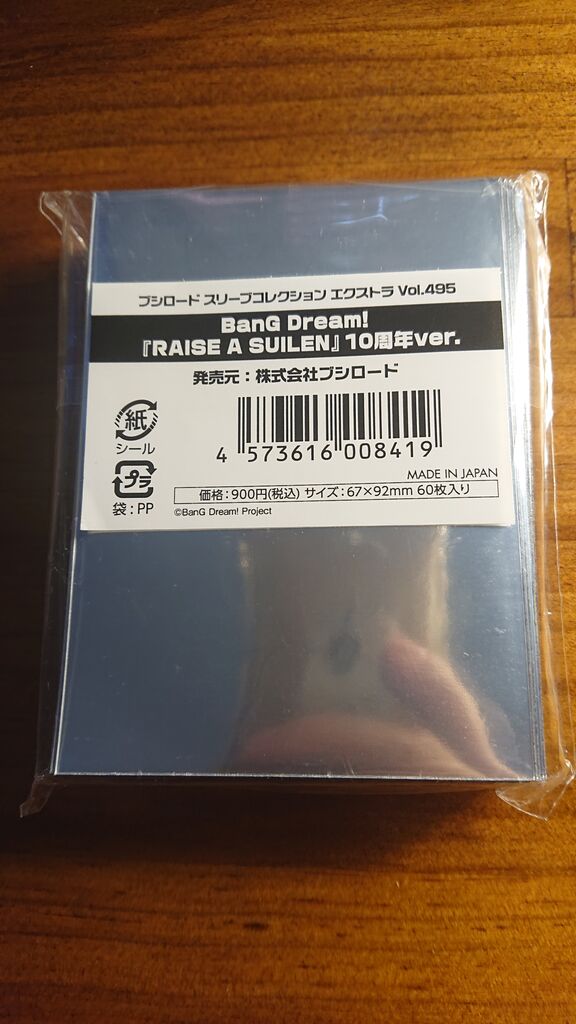 ブシロード スリーブコレクション エクストラ Vol.495
BanG Dream!
『RAISE A SUILEN』10周年ver.
発売元：株式会社ブシロード
紙
シール
プラ
袋：PP
4 573616 008419
MADE IN JAPAN
価格：900円(税込) サイズ：67×92mm 60枚入り
©BanG Dream! Project